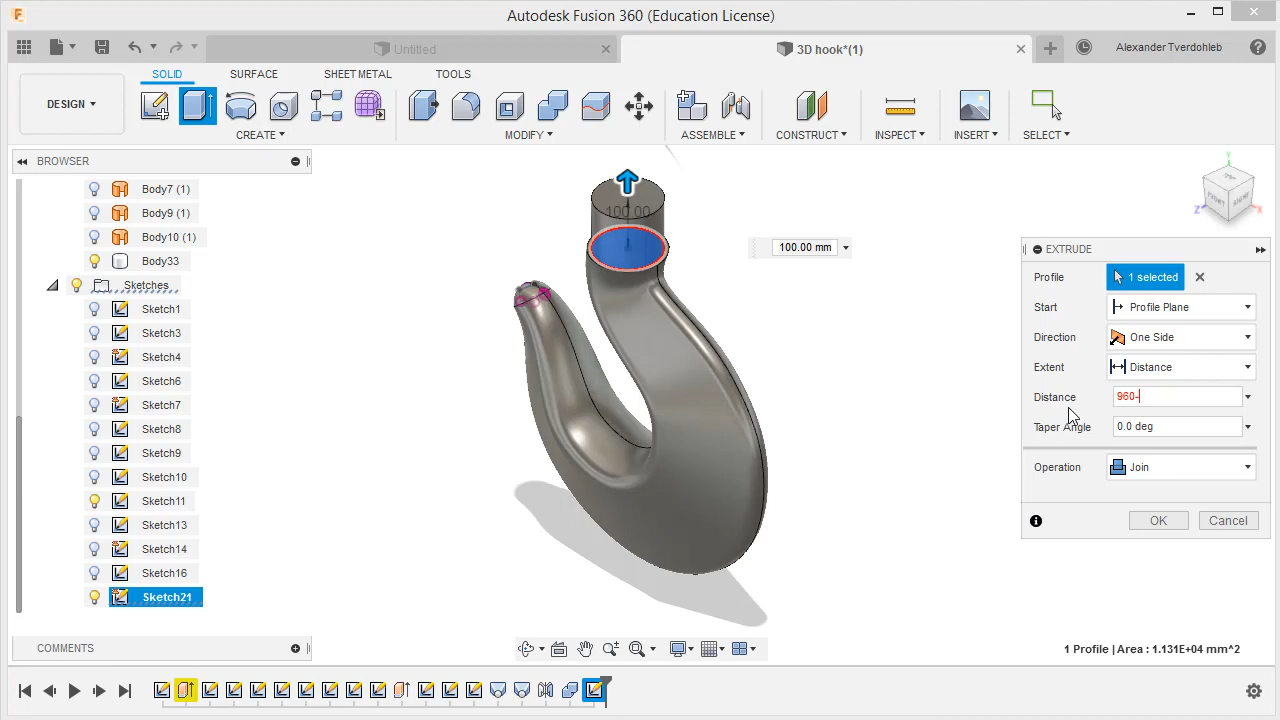 Autodesk Fusion 360 (Education License)
Untitled
3D hook*(1)
Alexander Tverdohleb
SOLID
SURFACE
SHEET METAL
TOOLS
DESIGN
CREATE
MODIFY
ASSEMBLE
CONSTRUCT
INSPECT
INSERT
SELECT
BROWSER
Body7 (1)
Body9 (1)
Body10 (1)
Body33
Sketches
Sketch1
Sketch3
Sketch4
Sketch6
Sketch7
Sketch8
Sketch9
Sketch10
Sketch11
Sketch13
Sketch14
Sketch16
Sketch21
100.00
100.00 mm
EXTRUDE
Profile
1 selected
Start
Profile Plane
Direction
One Side
Extent
Distance
Distance
960-
Taper Angle
0.0 deg
Operation
Join
OK
Cancel
COMMENTS
1 Profile | Area : 1.131E+04 mm^2